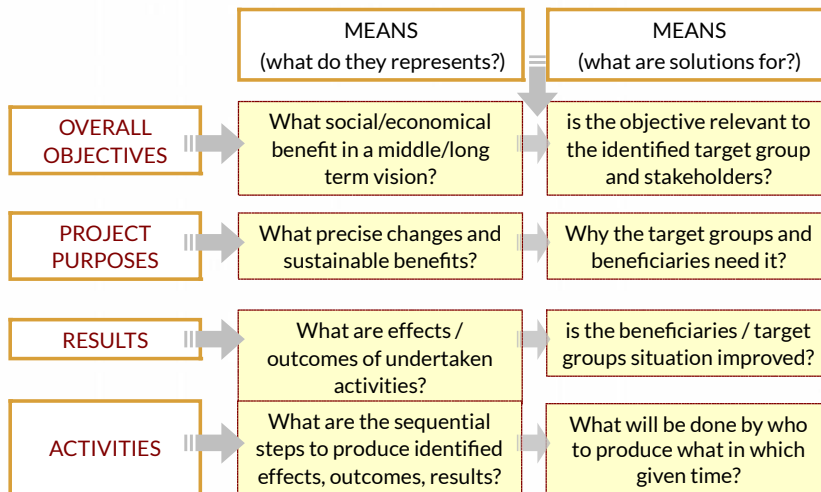 MEANS
(what do they represents?)
MEANS
(what are solutions for?)
OVERALL
OBJECTIVES
What social/economical
benefit in a middle/long
term vision?
is the objective relevant to
the identified target group
and stakeholders?
PROJECT
PURPOSES
What precise changes and
sustainable benefits?
Why the target groups and
beneficiaries need it?
RESULTS
What are effects /
outcomes of undertaken
activities?
is the beneficiaries / target
groups situation improved?
ACTIVITIES
What are the sequential
steps to produce identified
effects, outcomes, results?
What will be done by who
to produce what in which
given time?